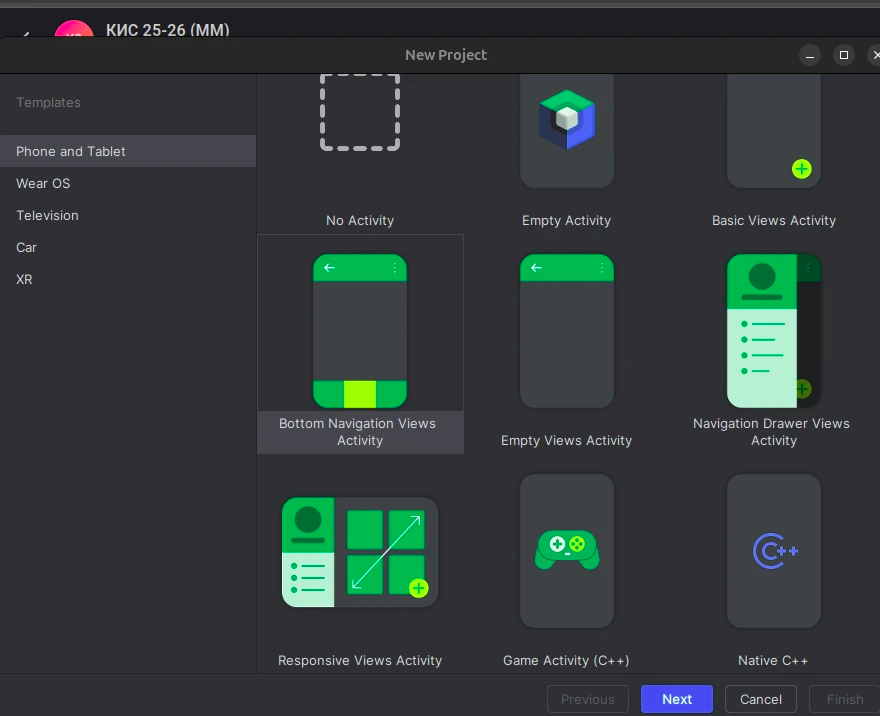 КИС 25-26 (ММ)
New Project
Templates
Phone and Tablet
Wear OS
Television
Car
XR
No Activity
Empty Activity
Basic Views Activity
Bottom Navigation Views
Activity
Empty Views Activity
Navigation Drawer Views
Activity
Responsive Views Activity
Game Activity (C++)
Native C++
Previous
Next
Cancel
Finish